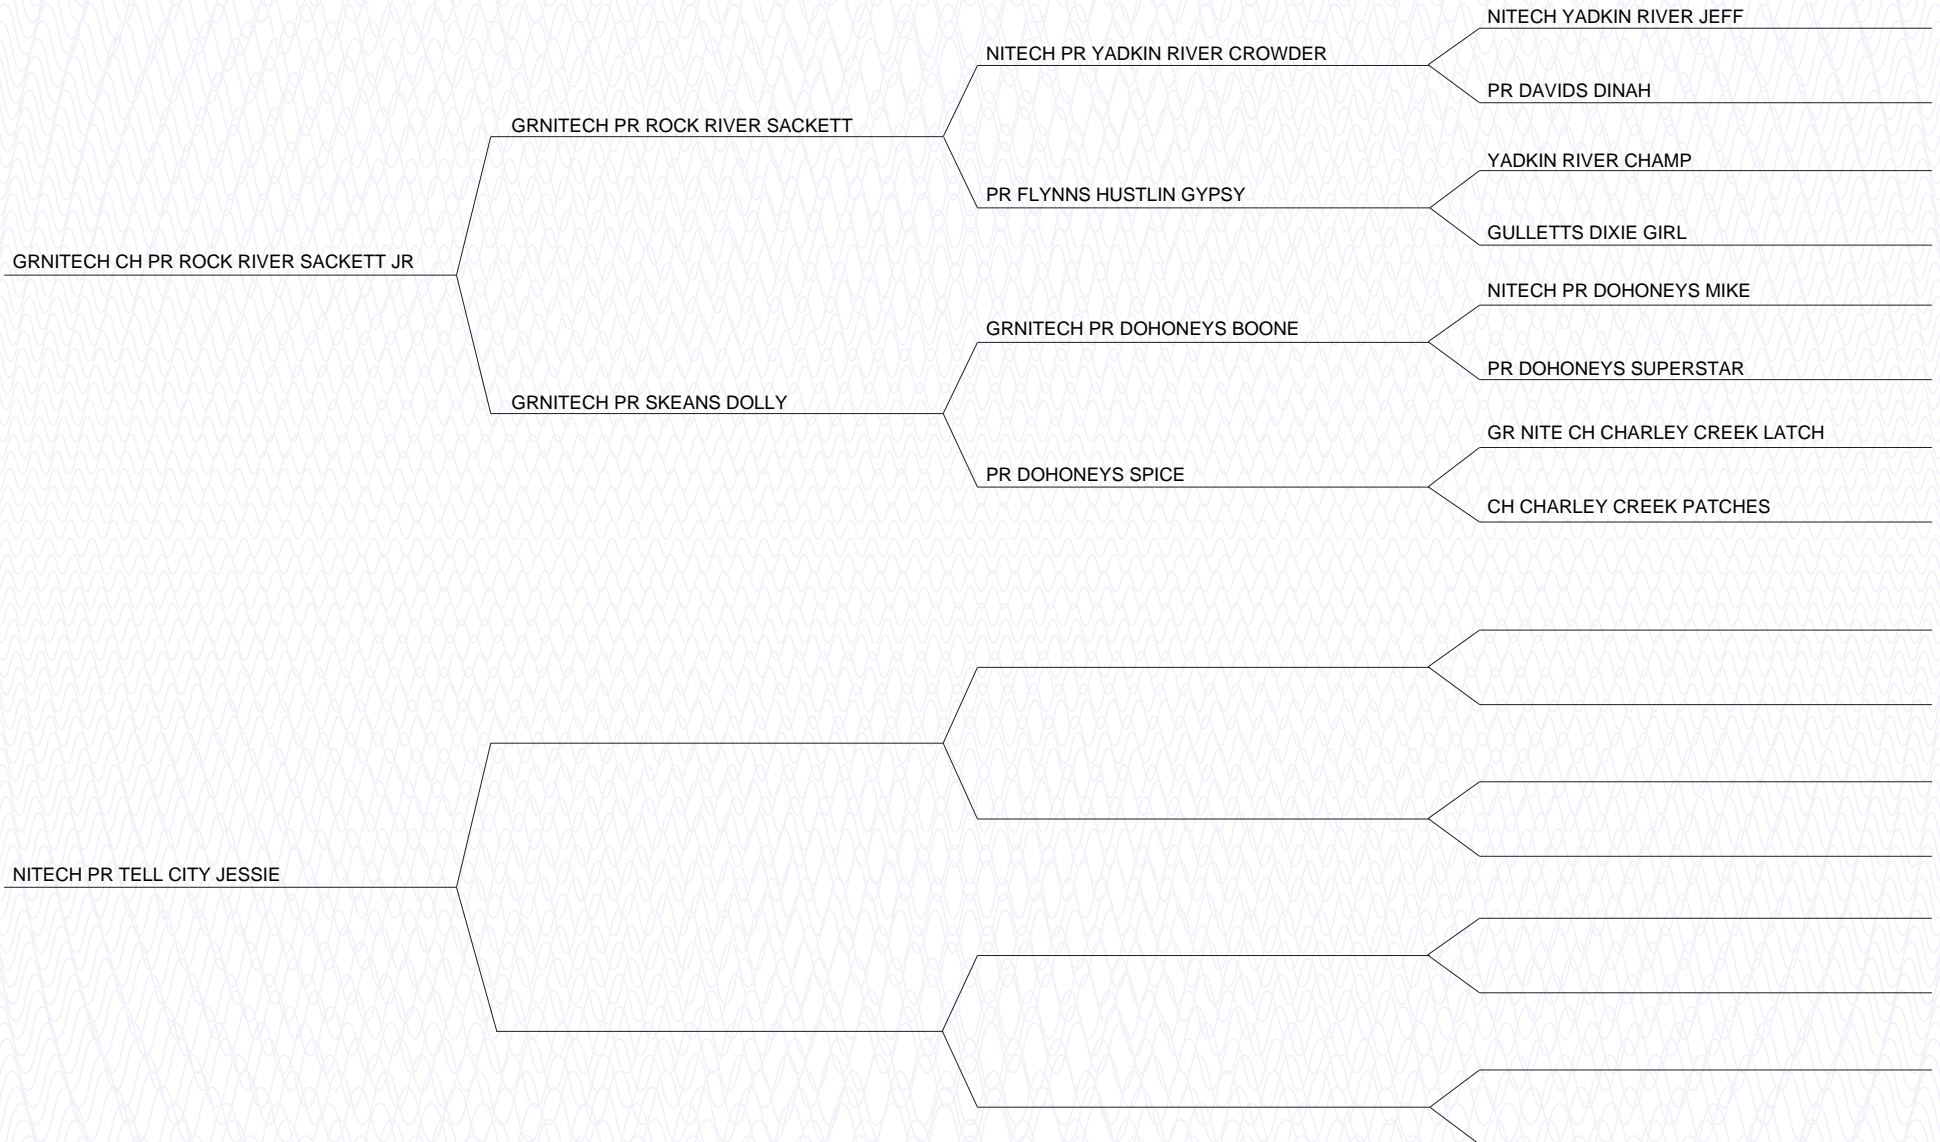 NITECH YADKIN RIVER JEFF
NITECH PR YADKIN RIVER CROWDER
PR DAVIDS DINAH
GRNITECH PR ROCK RIVER SACKETT
YADKIN RIVER CHAMP
PR FLYNNS HUSTLIN GYPSY
GULLETTS DIXIE GIRL
GRNITECH CH PR ROCK RIVER SACKETT JR
NITECH PR DOHONEYS MIKE
GRNITECH PR DOHONEYS BOONE
PR DOHONEYS SUPERSTAR
GRNITECH PR SKEANS DOLLY
GR NITE CH CHARLEY CREEK LATCH
PR DOHONEYS SPICE
CH CHARLEY CREEK PATCHES
NITECH PR TELL CITY JESSIE